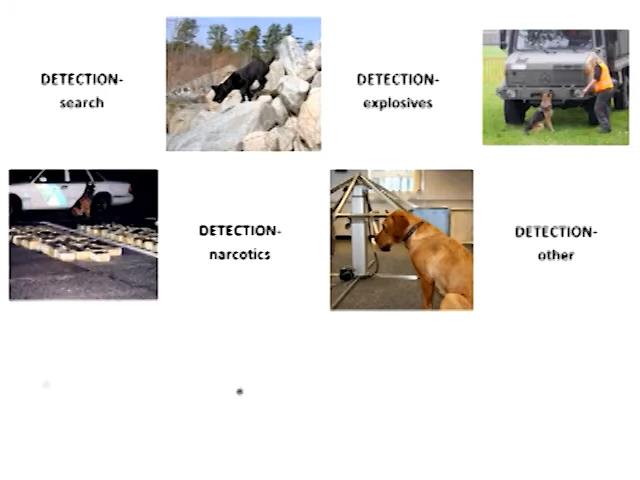 DETECTION-
search
DETECTION-
explosives
DETECTION-
narcotics
DETECTION-
other